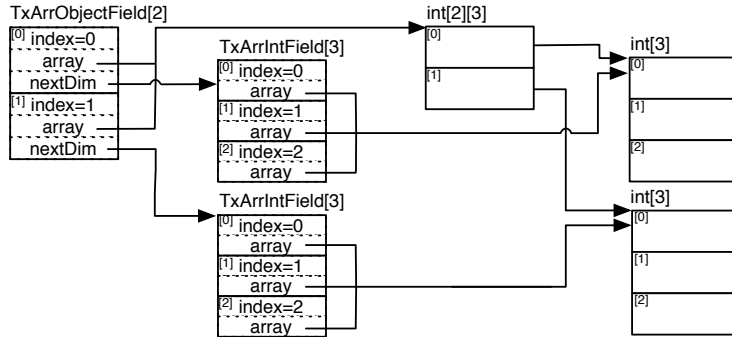 TxArrObjectField[2]
[0] index=0
array
nextDim
[1] index=1
array
nextDim
TxArrIntField[3]
[0] index=0
array
[1] index=1
array
[2] index=2
array
TxArrIntField[3]
[0] index=0
array
[1] index=1
array
[2] index=2
array
int[2][3]
[0]
[1]
int[3]
[0]
[1]
[2]
int[3]
[0]
[1]
[2]